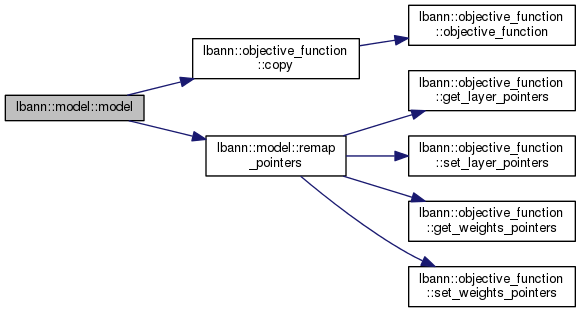 lbann::model::model
lbann::objective_function
::copy
lbann::objective_function
::objective_function
lbann::model::remap
_pointers
lbann::objective_function
::get_layer_pointers
lbann::objective_function
::set_layer_pointers
lbann::objective_function
::get_weights_pointers
lbann::objective_function
::set_weights_pointers